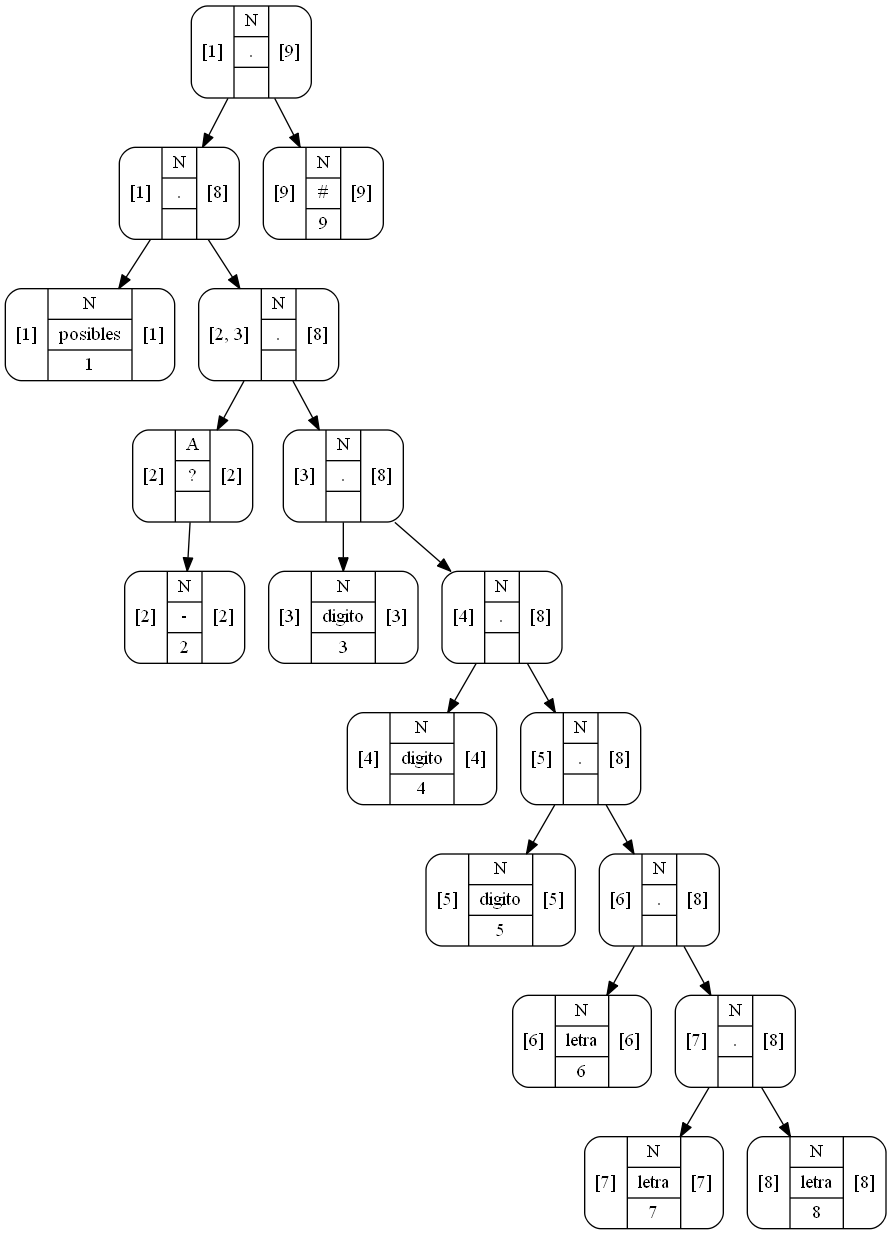 N
[1] . [9]
N N
[1] . [8] [9] # [9]
9
N N
[1] posibles [1] [2, 3] . [8]
1
A N
[2] ? [2] [3] . [8]
N N N
[2] - [2] [3] digito [3] [4] . [8]
2 3
N N
[4] digito [4] [5] . [8]
4
N N
[5] digito [5] [6] . [8]
5
N N
[6] letra [6] [7] . [8]
6
N N
[7] letra [7] [8] letra [8]
7 8